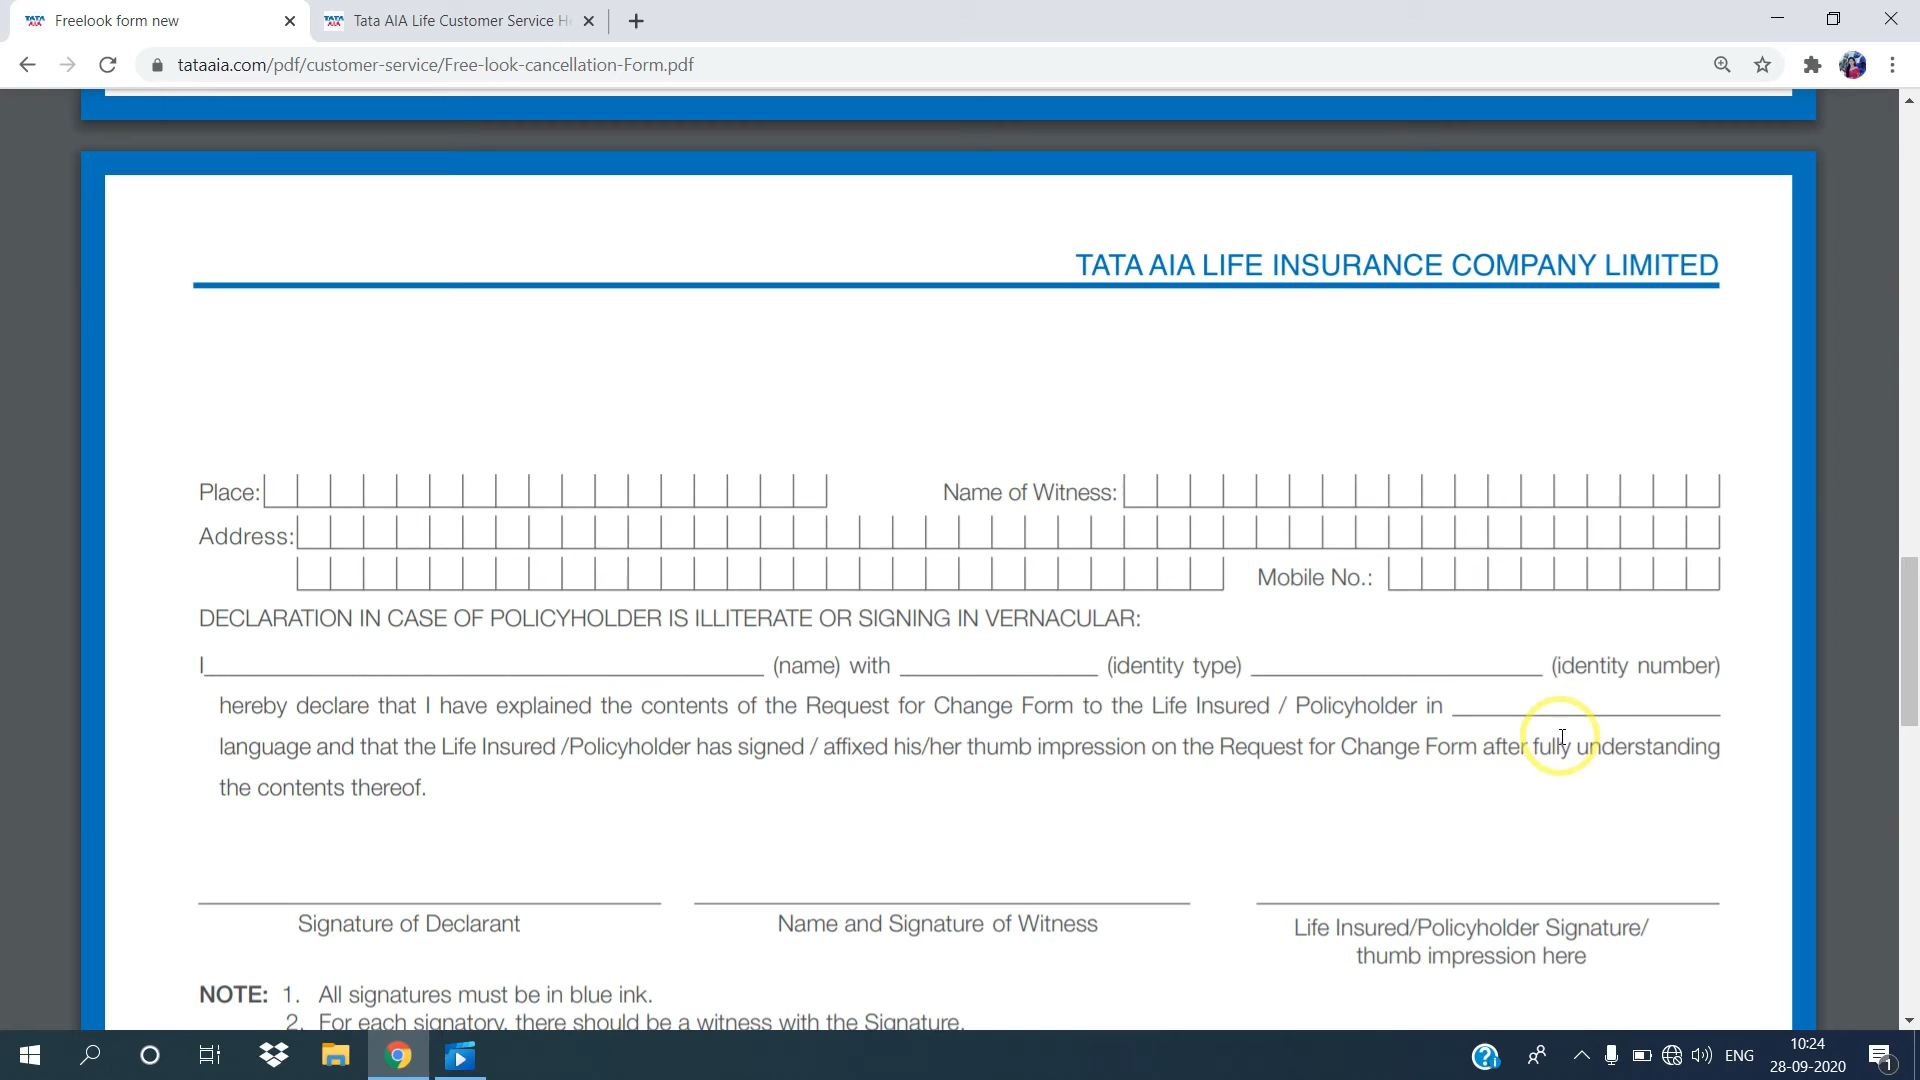 Freelook form new
Tata AIA Life Customer Service H
tataaia.com/pdf/customer-service/Free-look-cancellation-Form.pdf
TATA AIA LIFE INSURANCE COMPANY LIMITED
Place: Name of Witness:
Address:
Mobile No.:
DECLARATION IN CASE OF POLICYHOLDER IS ILLITERATE OR SIGNING IN VERNACULAR:
I (name) with (identity type) (identity number)
hereby declare that I have explained the contents of the Request for Change Form to the Life Insured / Policyholder in
language and that the Life Insured /Policyholder has signed / affixed his/her thumb impression on the Request for Change Form after fully understanding
the contents thereof.
Signature of Declarant
Name and Signature of Witness
Life Insured/Policyholder Signature/
thumb impression here
NOTE: 1. All signatures must be in blue ink.
2. For each signatory, there should be a witness with the Signature.
ENG
10:24
28-09-2020
1